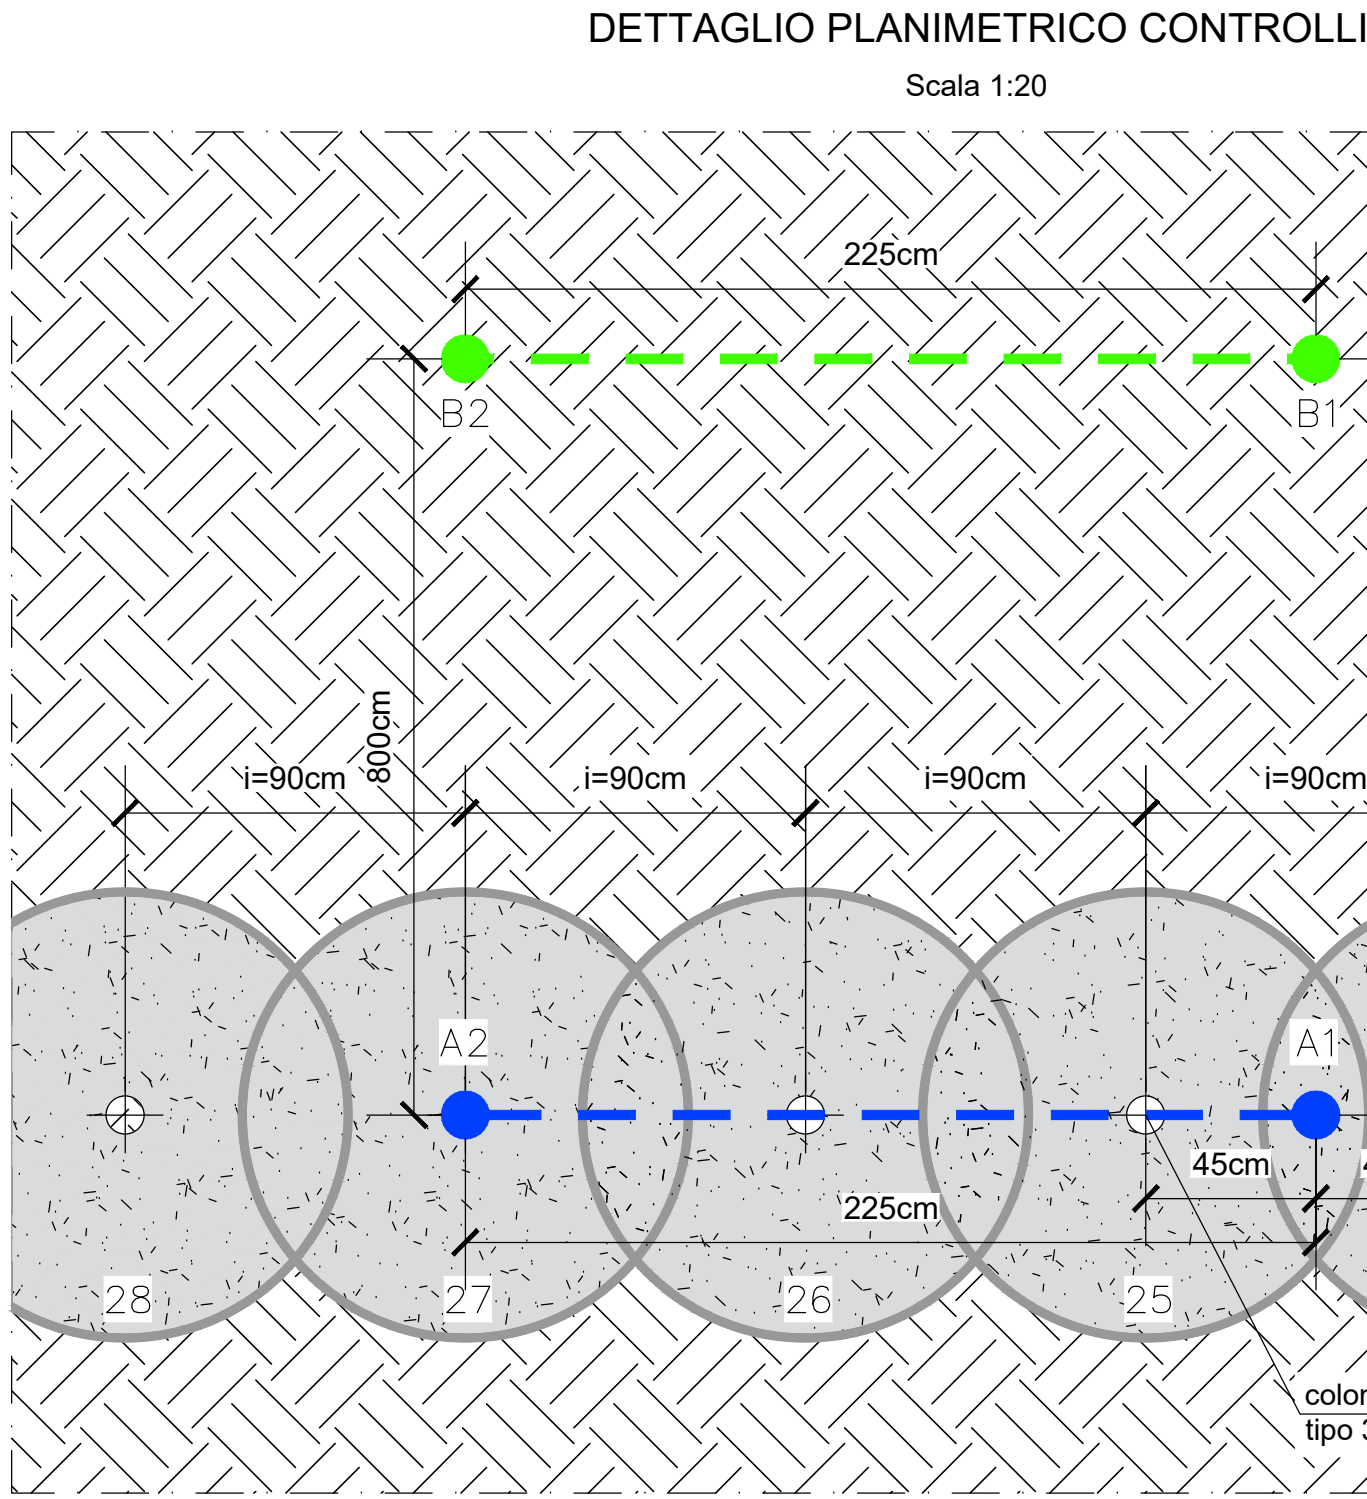 DETTAGLIO PLANIMETRICO CONTROLLI
Scala 1:20
225cm
B2
B1
800cm
i=90cm
i=90cm
i=90cm
i=90cm
A2
A1
45cm
225cm
28
27
26
25
tipo